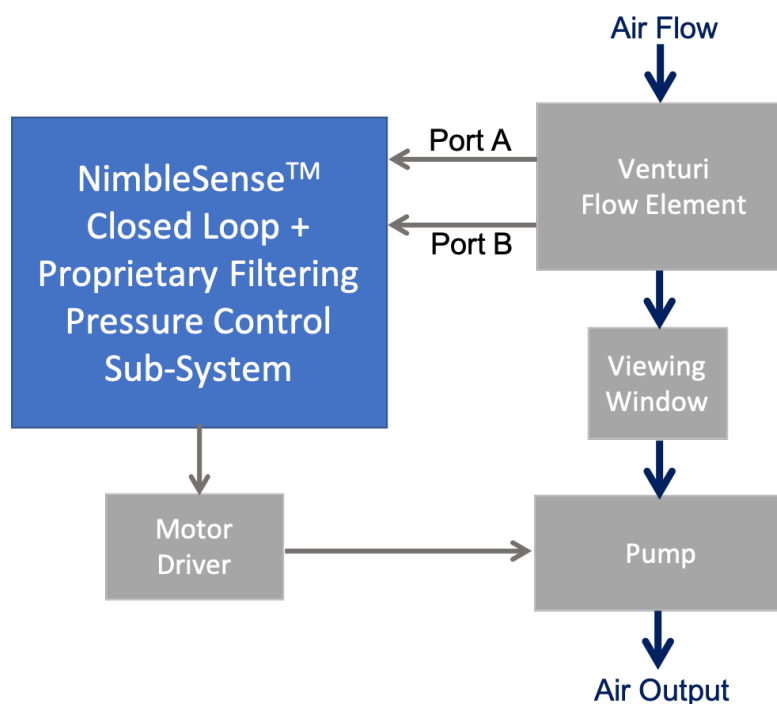 Air Flow
Port A
Port B
NimbleSense™
Closed Loop +
Proprietary Filtering
Pressure Control
Sub-System
Venturi
Flow Element
Viewing
Window
Motor
Driver
Pump
Air Output